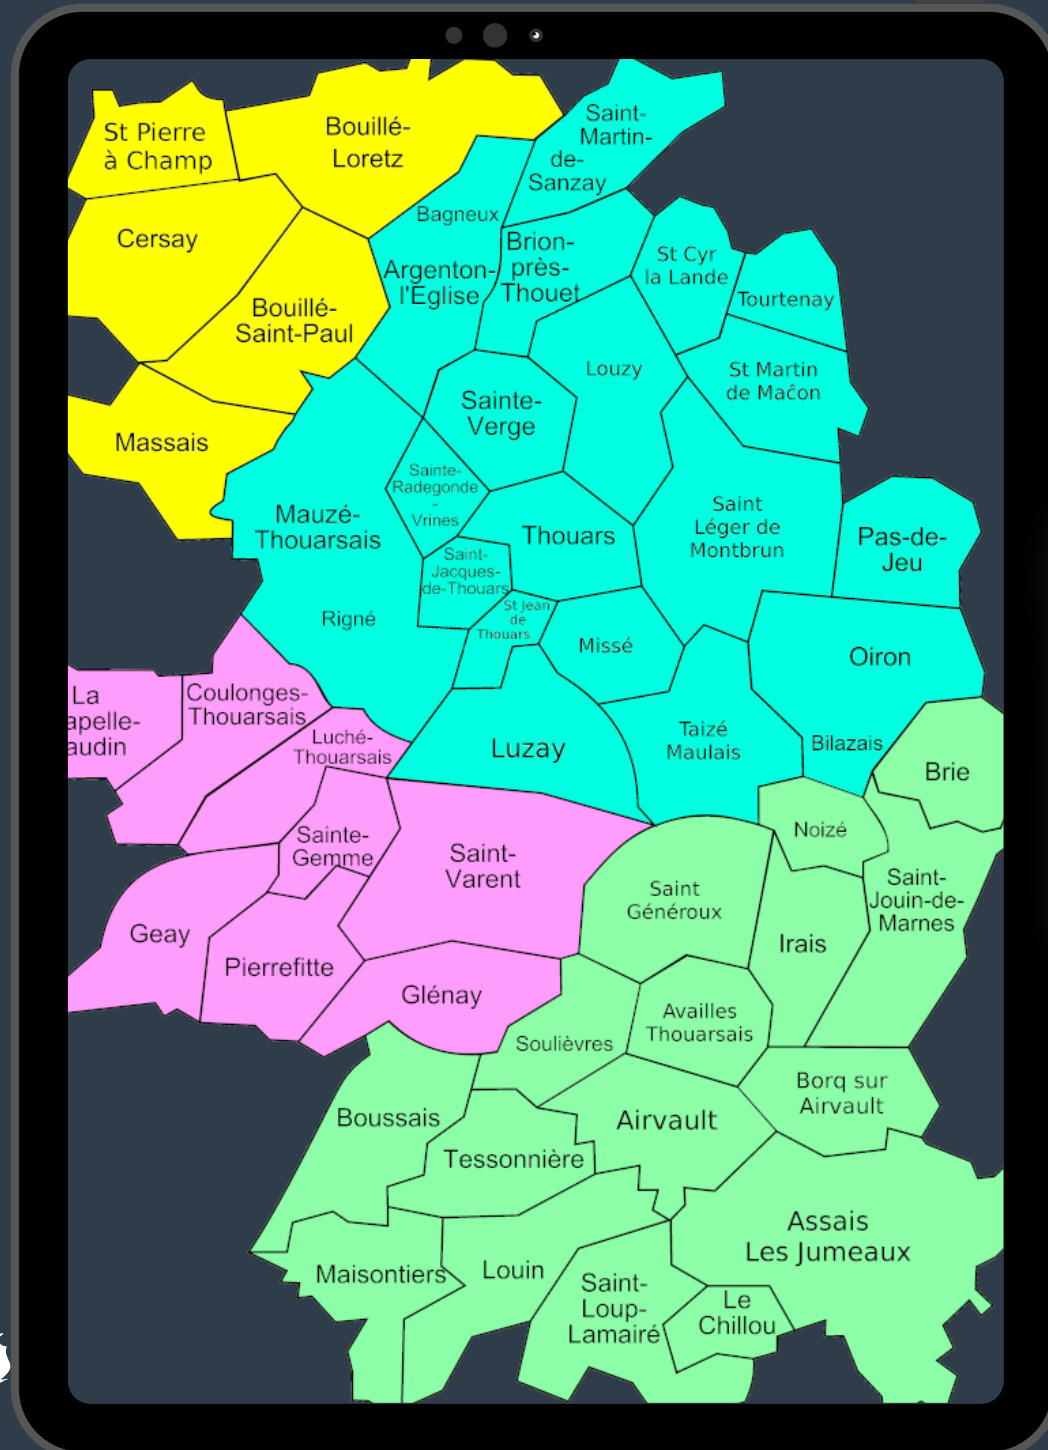 St Pierre
à Champ
Bouillé-
Loretz
Saint-
Martin-
de-
Sanzay
Cersay
Bagneux
Argenton-
l'Eglise
Brion-
près-
Thouet
St Cyr
la Lande
Tourtenay
Bouillé-
Saint-Paul
Louzy
St Martin
de Maĉon
Massais
Sainte-
Verge
Sainte-
Radegonde
-
Vrines
Mauzé-
Thouarsais
Thouars
Saint
Léger de
Montbrun
Pas-de-
Jeu
Saint-
Jacques-
de-Thouars
Rigné
St Jean
de
Thouars
Missé
Oiron
La
apelle-
audin
Coulonges-
Thouarsais
Luché-
Thouarsais
Luzay
Taizé
Maulais
Bilazais
Brie
Sainte-
Gemme
Saint-
Varent
Noizé
Saint
Généroux
Saint-
Jouin-de-
Marnes
Geay
Pierrefitte
Irais
Glénay
Soulièvres
Availles
Thouarsais
Borq sur
Airvault
Boussais
Airvault
Tessonnière
Assais
Les Jumeaux
Maisontiers
Louin
Saint-
Loup-
Lamairé
Le
Chillou